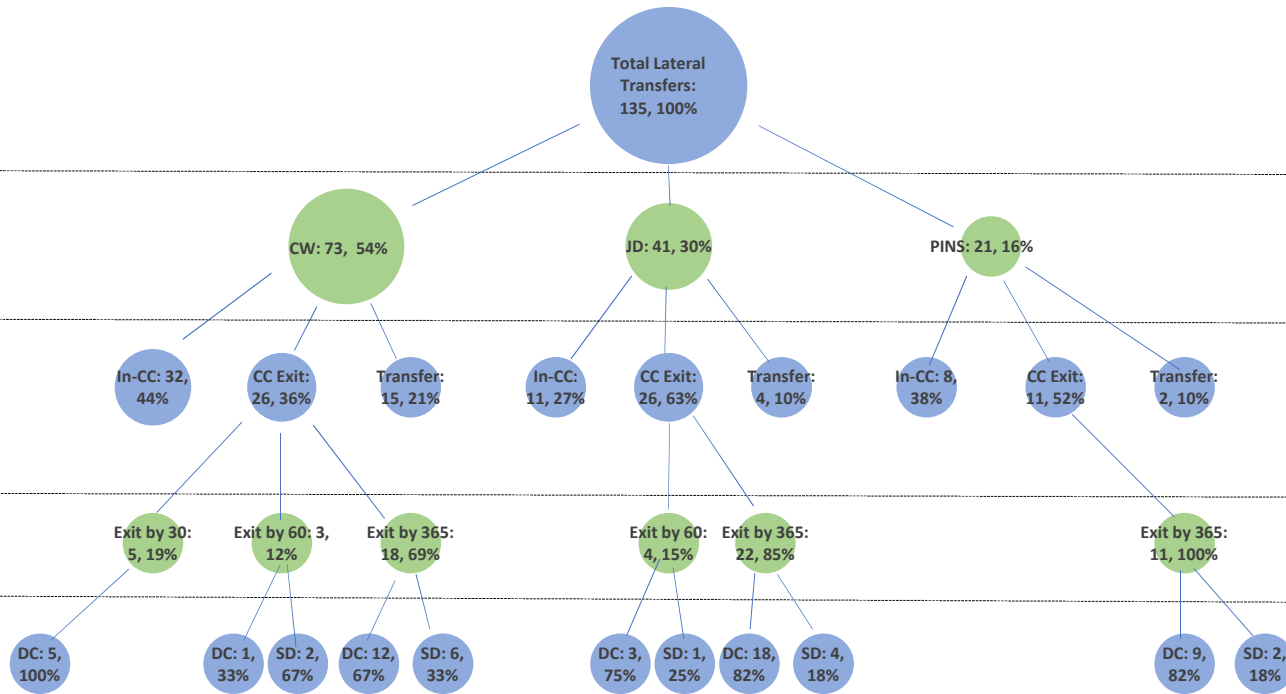 Total Lateral
Transfers:
135, 100%
CW: 73,  54%
JD: 41, 30%
PINS: 21, 16%
In-CC: 32,
44%
CC Exit:
26, 36%
Transfer:
15, 21%
In-CC:
11, 27%
CC Exit:
26, 63%
Transfer:
4, 10%
In-CC: 8,
38%
CC Exit:
11, 52%
Transfer:
2, 10%
Exit by 30:
5, 19%
Exit by 60: 3,
12%
Exit by 365:
18, 69%
Exit by 60:
4, 15%
Exit by 365:
22, 85%
Exit by 365:
11, 100%
DC: 5,
100%
DC: 1,
33%
SD: 2,
67%
DC: 12,
67%
SD: 6,
33%
DC: 3,
75%
SD: 1,
25%
DC: 18,
82%
SD: 4,
18%
DC: 9,
82%
SD: 2,
18%